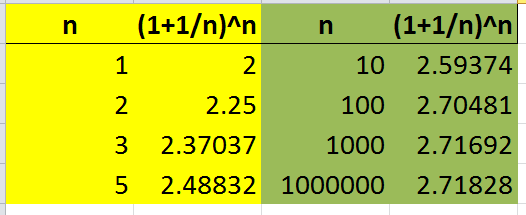 n (1+1/n)^n n (1+1/n)^n
1 2 10 2.59374
2 2.25 100 2.70481
3 2.37037 1000 2.71692
5 2.48832 1000000 2.71828